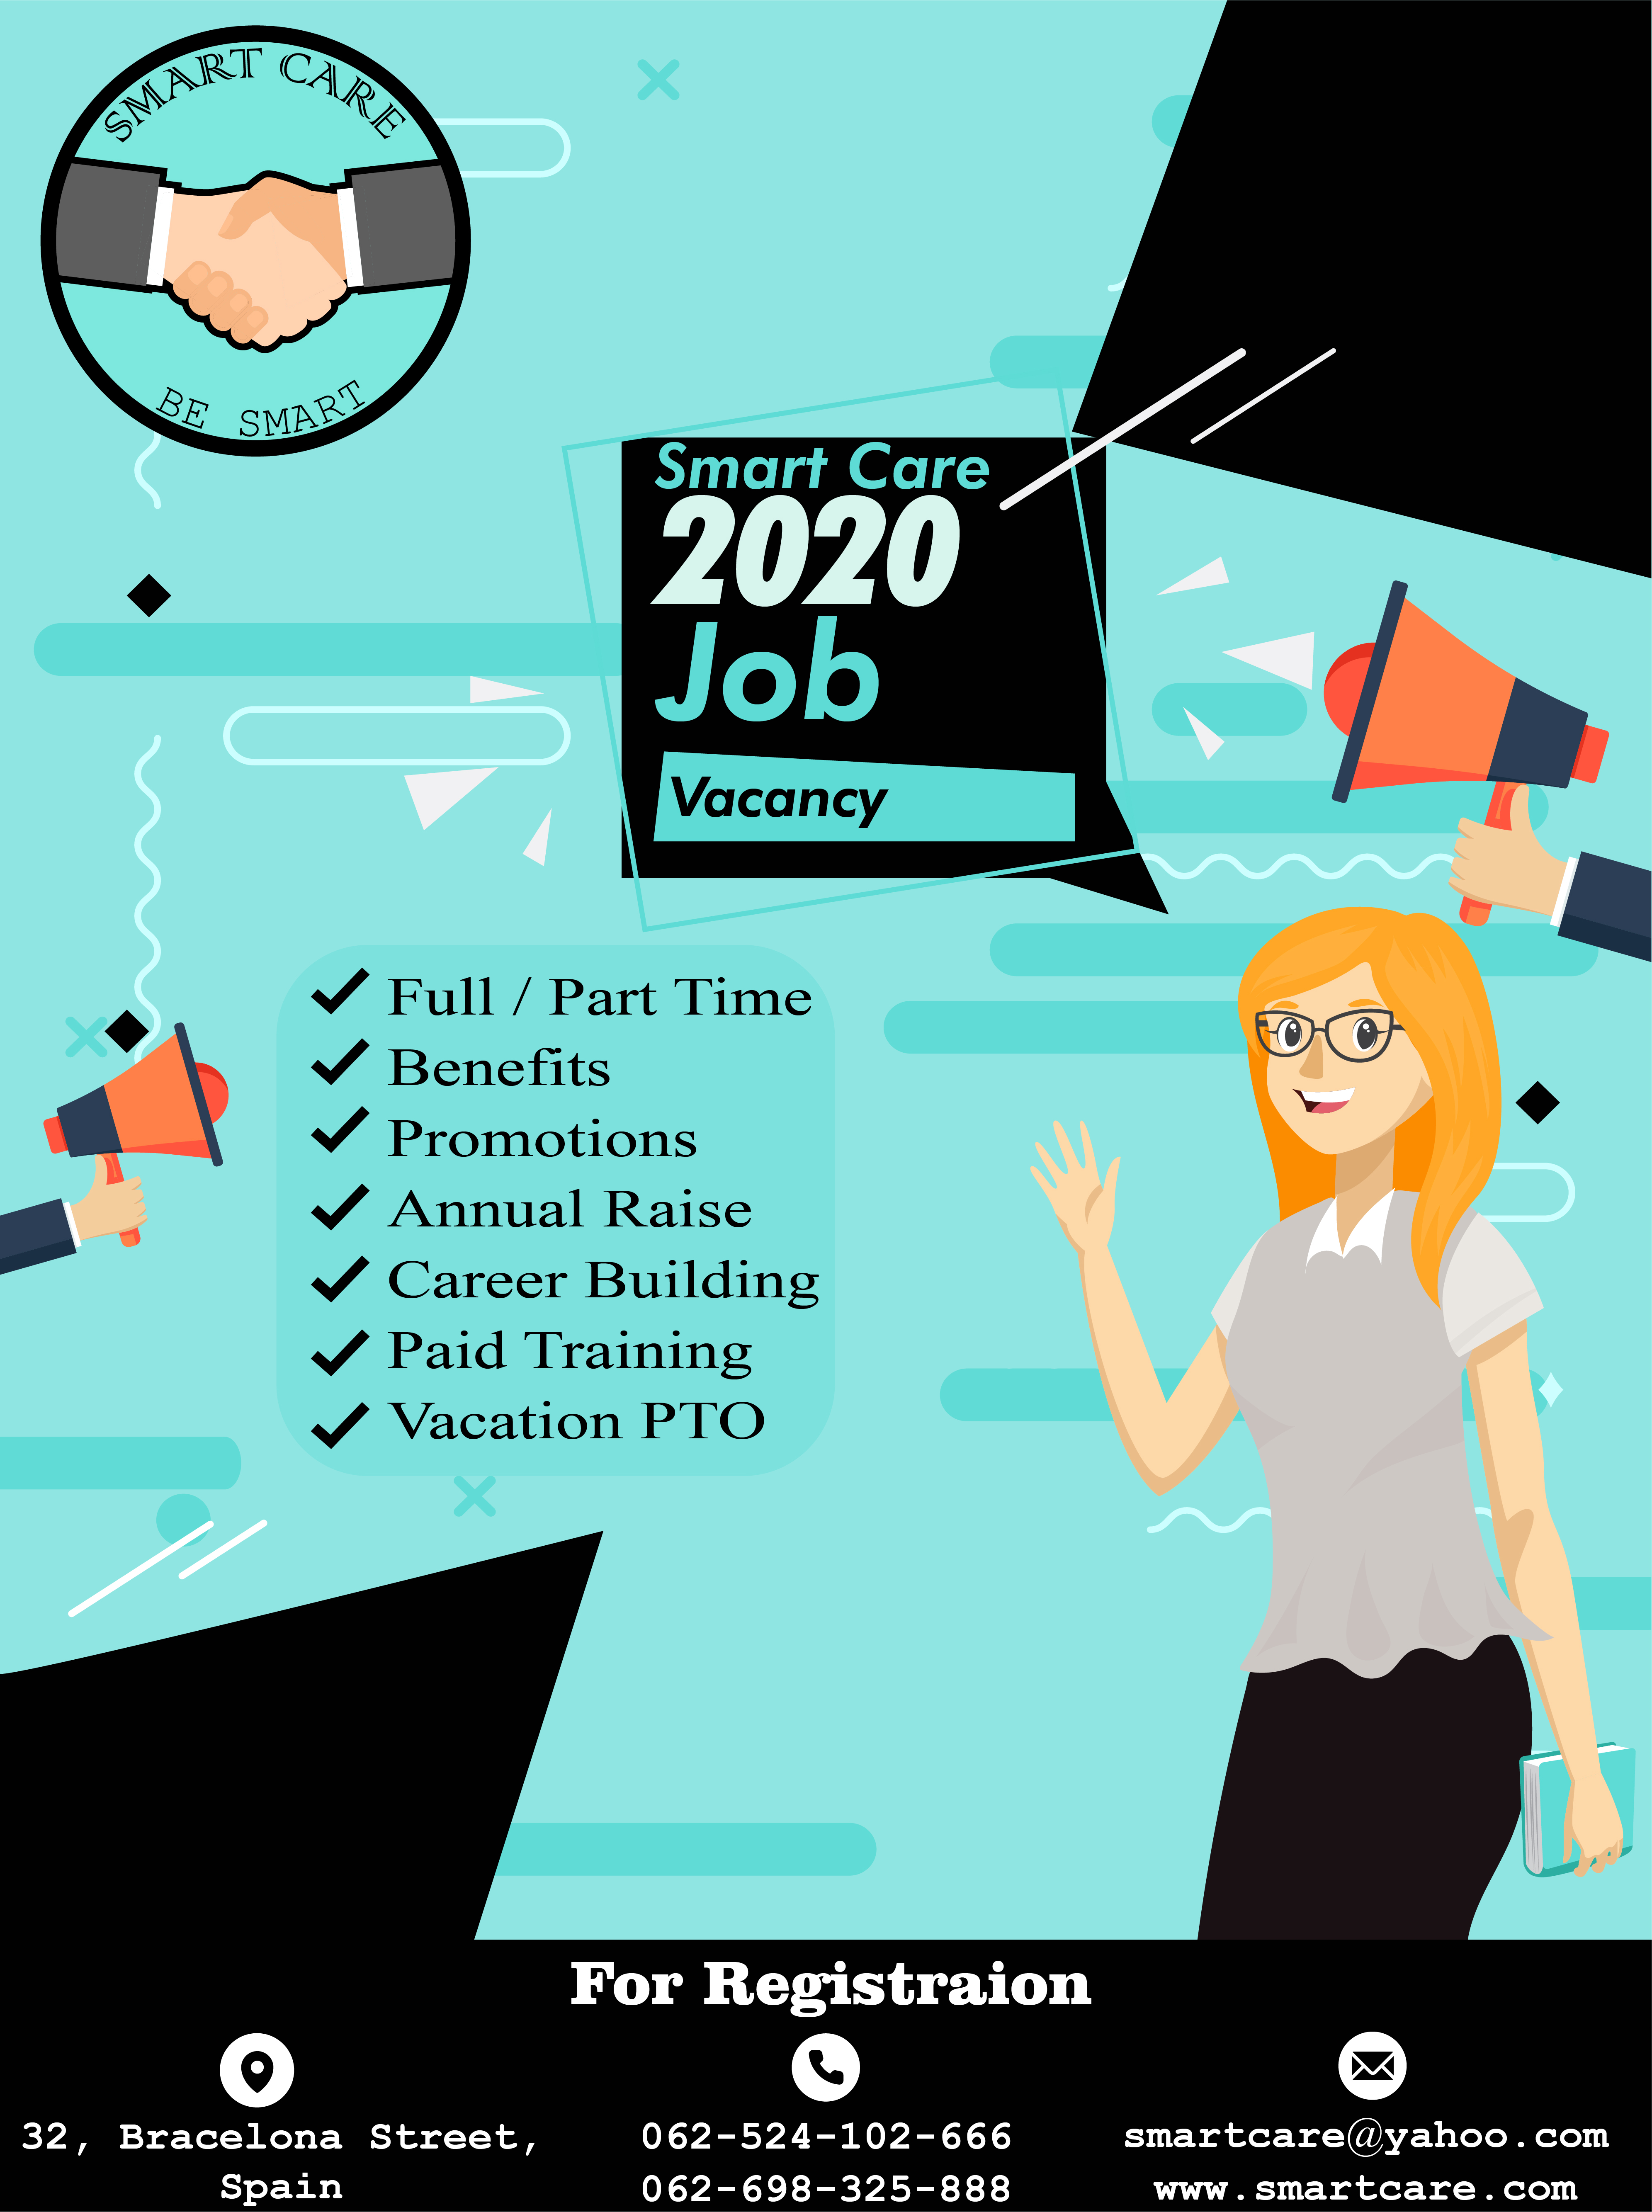 SMART CARE
BE SMART
Smart Care
2020
Job
Vacancy
Full / Part Time
Benefits
Promotions
Annual Raise
Career Building
Paid Training
Vacation PTO
For Registraion
32, Bracelona Street,
Spain
062-524-102-666
062-698-325-888
smartcare@yahoo.com
www.smartcare.com